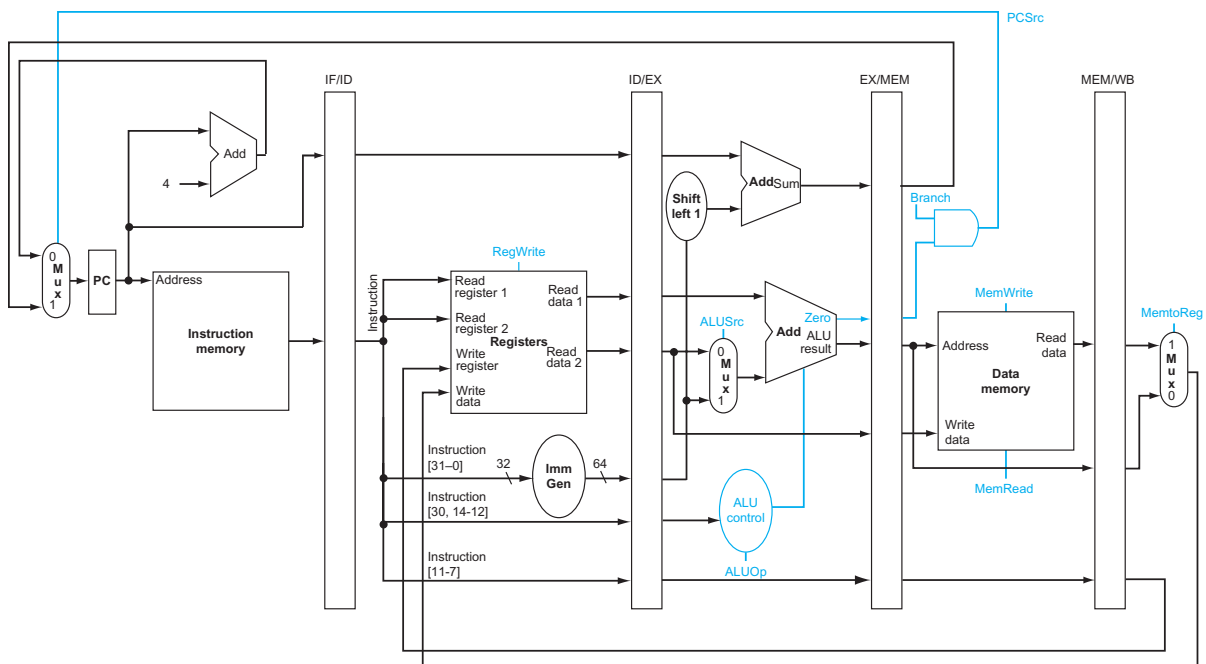 PCSrc
IF/ID
ID/EX
EX/MEM
MEM/WB
Add
4
Add Sum
Shift
left 1
Branch
0
M
u
x
1
PC
Address
Instruction
memory
Instruction
RegWrite
Read
register 1
Read
register 2
Write
register
Write
data
Registers
Read
data 1
Read
data 2
ALUSrc
0
M
u
x
1
Zero
Add
ALU
result
MemWrite
Address
Read
data
Data
memory
Write
data
MemRead
MemtoReg
1
M
u
x
0
Instruction
[31–0]
32
Imm
Gen
64
Instruction
[30, 14-12]
ALU
control
Instruction
[11-7]
ALUOp